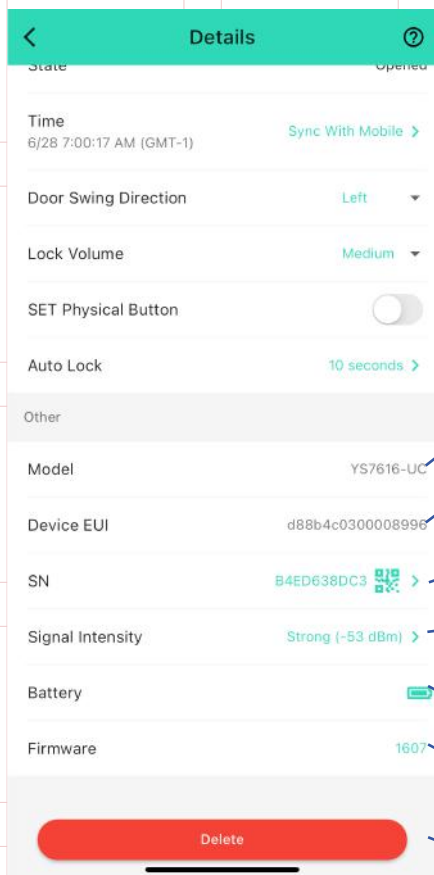 Details
State Opened
Time
6/28 7:00:17 AM (GMT-1)
Sync With Mobile
Door Swing Direction Left
Lock Volume Medium
SET Physical Button
Auto Lock 10 seconds
Other
Model YS7616-UC
Device EUI d88b4c0300008996
SN B4ED638DC3
Signal Intensity Strong (-53 dBm)
Battery
Firmware 1607
Delete